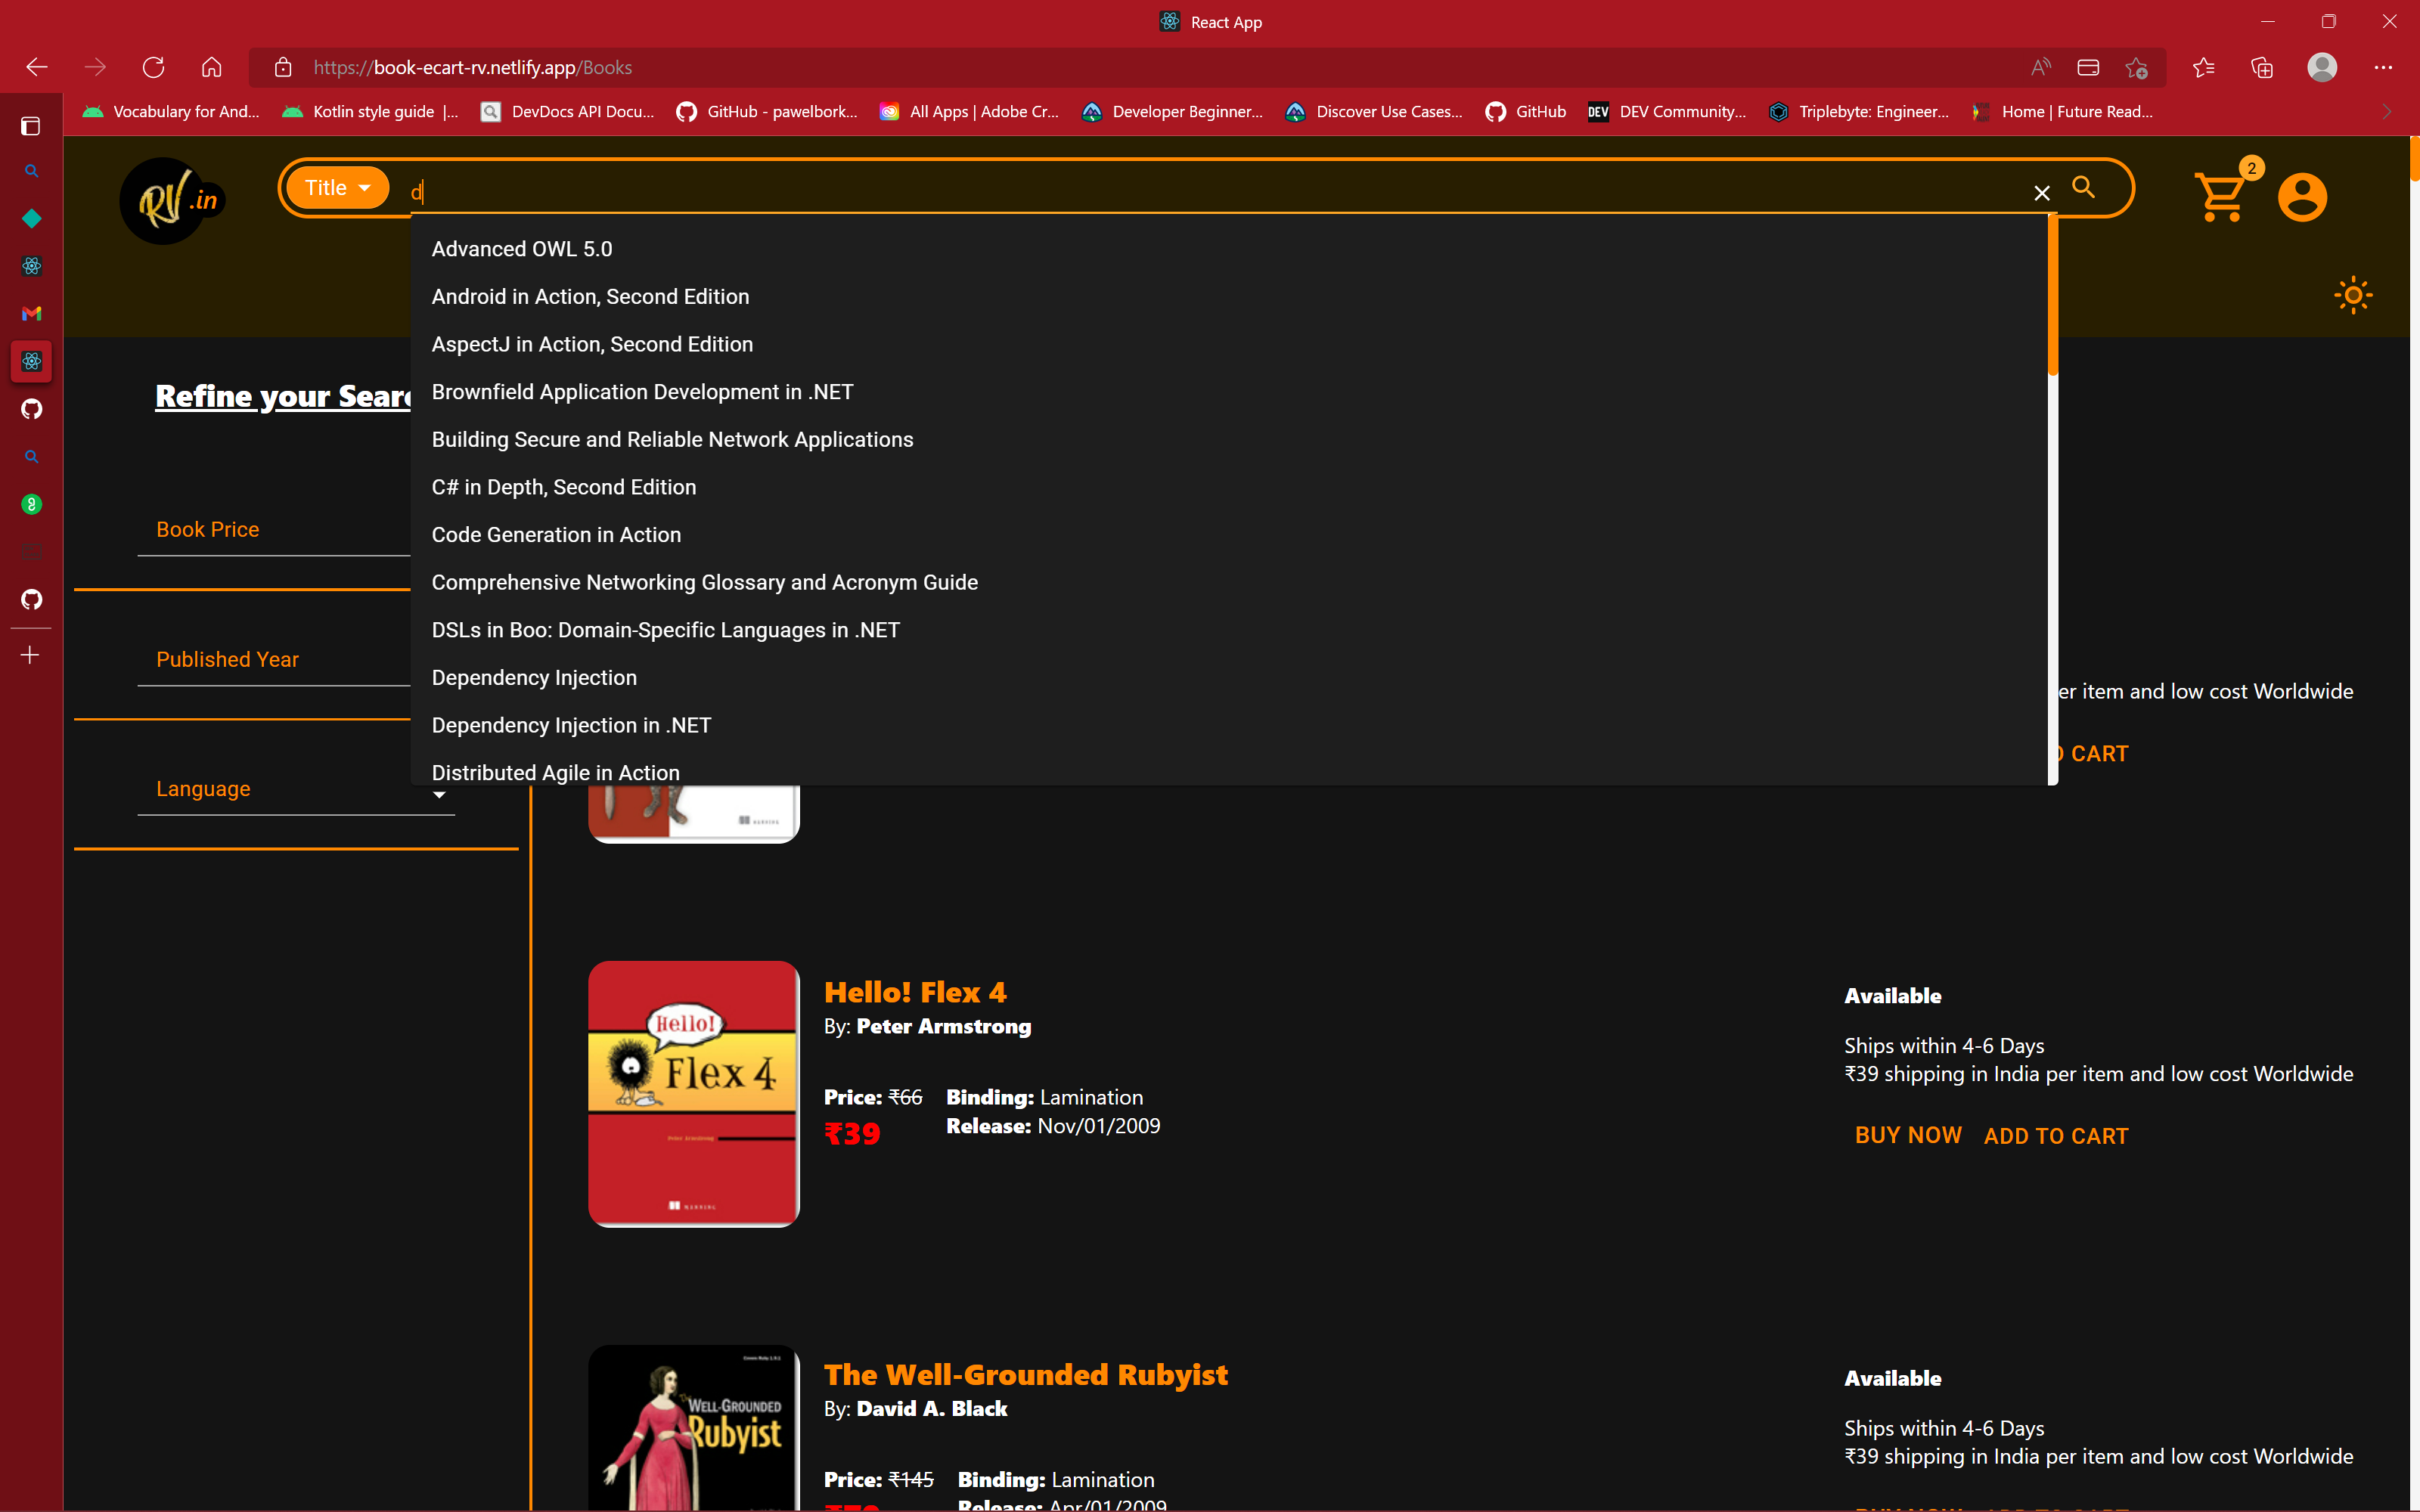 React App
https://book-ecart-rv.netlify.app/Books
Vocabulary for And...
Kotlin style guide |...
DevDocs API Docu...
GitHub - pawelbork...
All Apps | Adobe Cr...
Developer Beginner...
Discover Use Cases...
GitHub
DEV
DEV Community...
Triplebyte: Engineer...
Home | Future Read...
RV.in
Title
d
2
Advanced OWL 5.0
Android in Action, Second Edition
AspectJ in Action, Second Edition
Brownfield Application Development in .NET
Building Secure and Reliable Network Applications
C# in Depth, Second Edition
Code Generation in Action
Comprehensive Networking Glossary and Acronym Guide
DSLs in Boo: Domain-Specific Languages in .NET
Dependency Injection
Dependency Injection in .NET
Distributed Agile in Action
Refine your Sear
Book Price
Published Year
Language
er item and low cost Worldwide
CART
MANNING
Hello!
Flex 4
Peter Armstrong
MANNING
Hello! Flex 4
By: Peter Armstrong
Price: ₹66
₹39
Binding: Lamination
Release: Nov/01/2009
Available
Ships within 4-6 Days
₹39 shipping in India per item and low cost Worldwide
BUY NOW
ADD TO CART
WELL-GROUNDED
Rubyist
The Well-Grounded Rubyist
By: David A. Black
Price: ₹145
Binding: Lamination
Release: Apr/01/2009
Available
Ships within 4-6 Days
₹39 shipping in India per item and low cost Worldwide